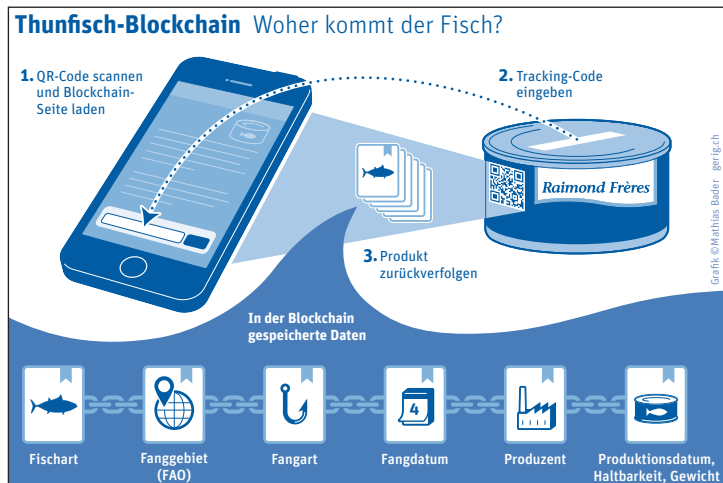 Thunfisch-Blockchain Woher kommt der Fisch?
1. QR-Code scannen
und Blockchain-
Seite laden
2. Tracking-Code
eingeben
Raimond Frères
3. Produkt
zurückverfolgen
Grafik ©Mathias Bader gerig.ch
In der Blockchain
gespeicherte Daten
4
Fischart
Fanggebiet
(FAO)
Fangart
Fangdatum
Produzent
Produktionsdatum,
Haltbarkeit, Gewicht